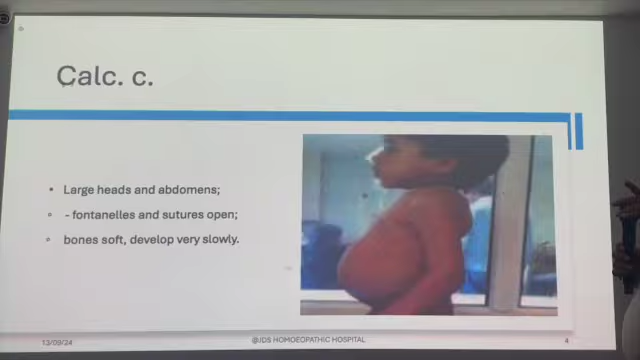 Calc. c.
Large heads and abdomens;
- fontanelles and sutures open;
bones soft, develop very slowly.
13/09/24
@JDS HOMOEOPATHIC HOSPITAL
4